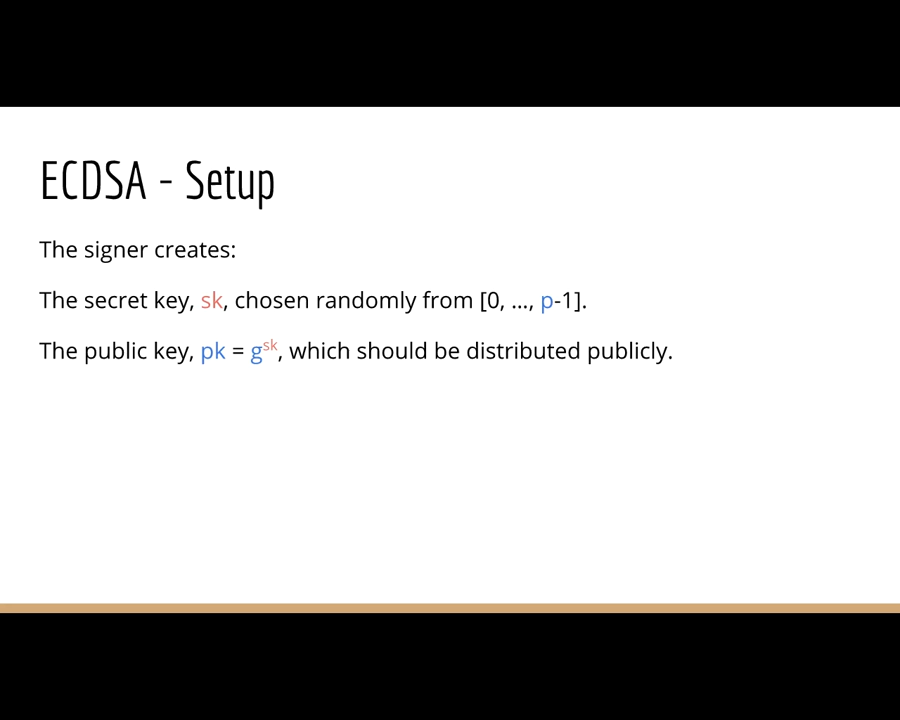 ECDSA - Setup
The signer creates:
The secret key, sk, chosen randomly from [0, ..., p-1].
The public key, pk = g^sk, which should be distributed publicly.